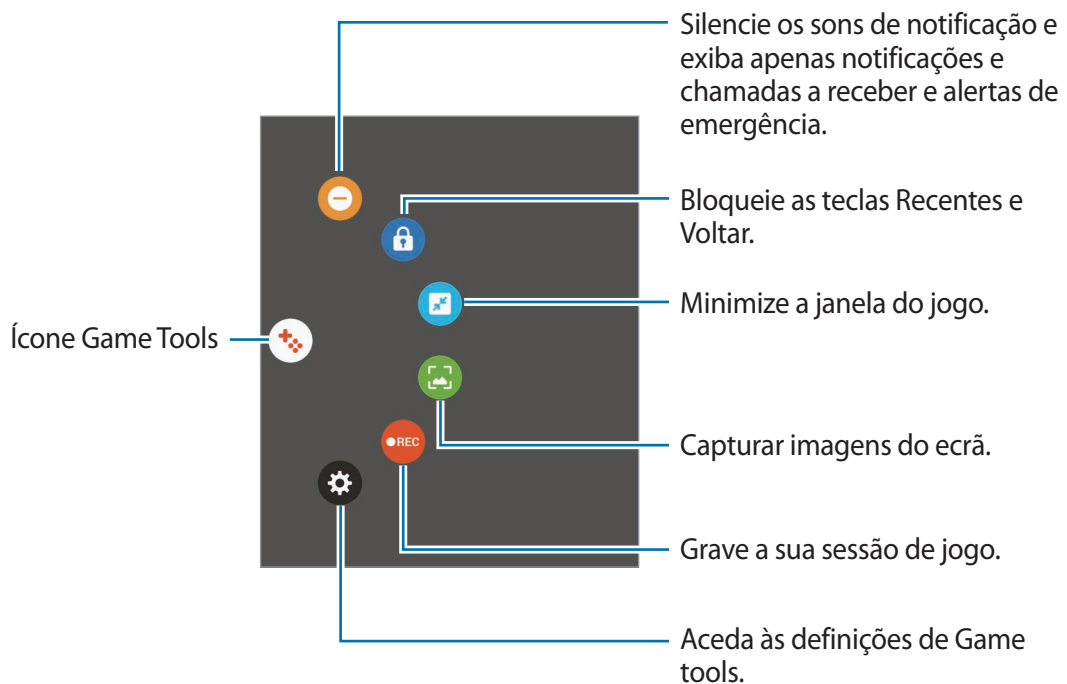 Silencie os sons de notificação e
exiba apenas notificações e
chamadas a receber e alertas de
emergência.
Bloqueie as teclas Recentes e
Voltar.
Minimize a janela do jogo.
Ícone Game Tools
Capturar imagens do ecrã.
REC
Grave a sua sessão de jogo.
Aceda às definições de Game
tools.